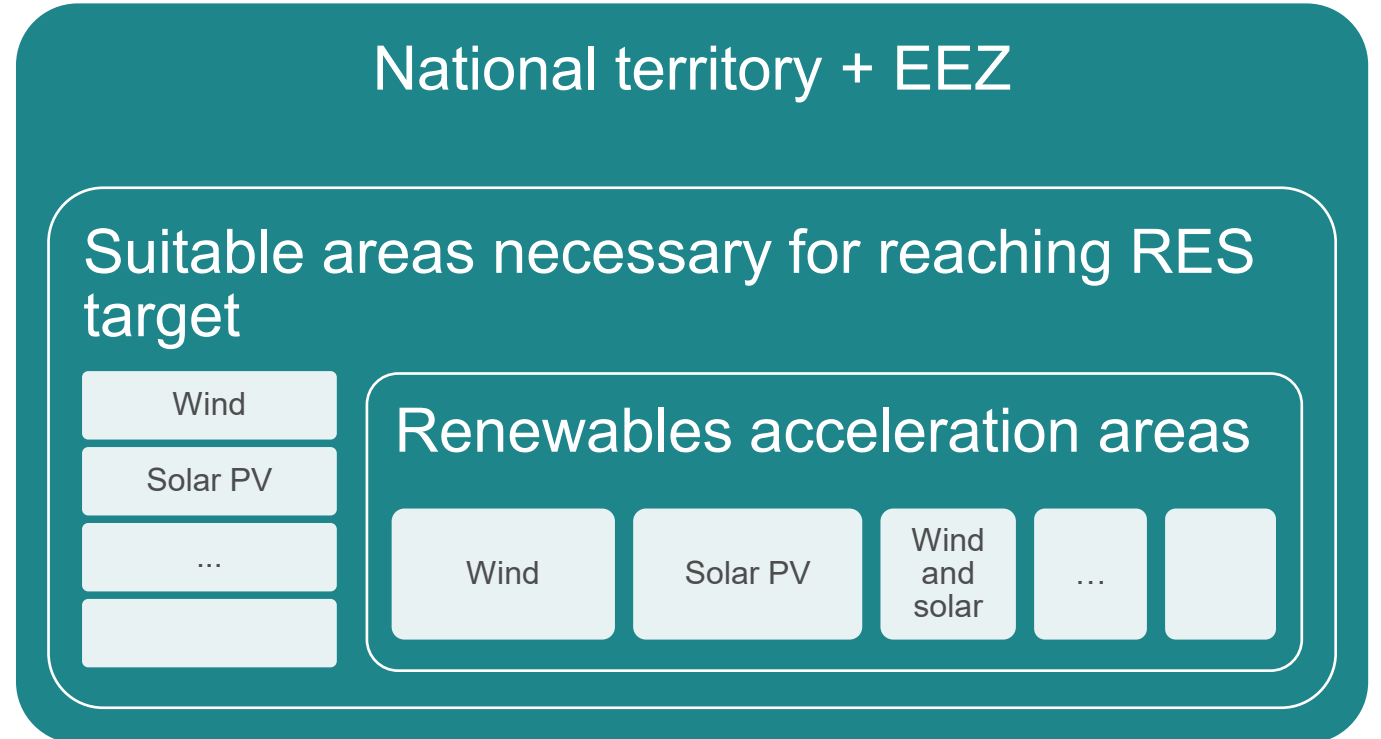 National territory + EEZ
Suitable areas necessary for reaching RES
target
Wind
Solar PV
...
Renewables acceleration areas
Wind
Solar PV
Wind
and
solar
…